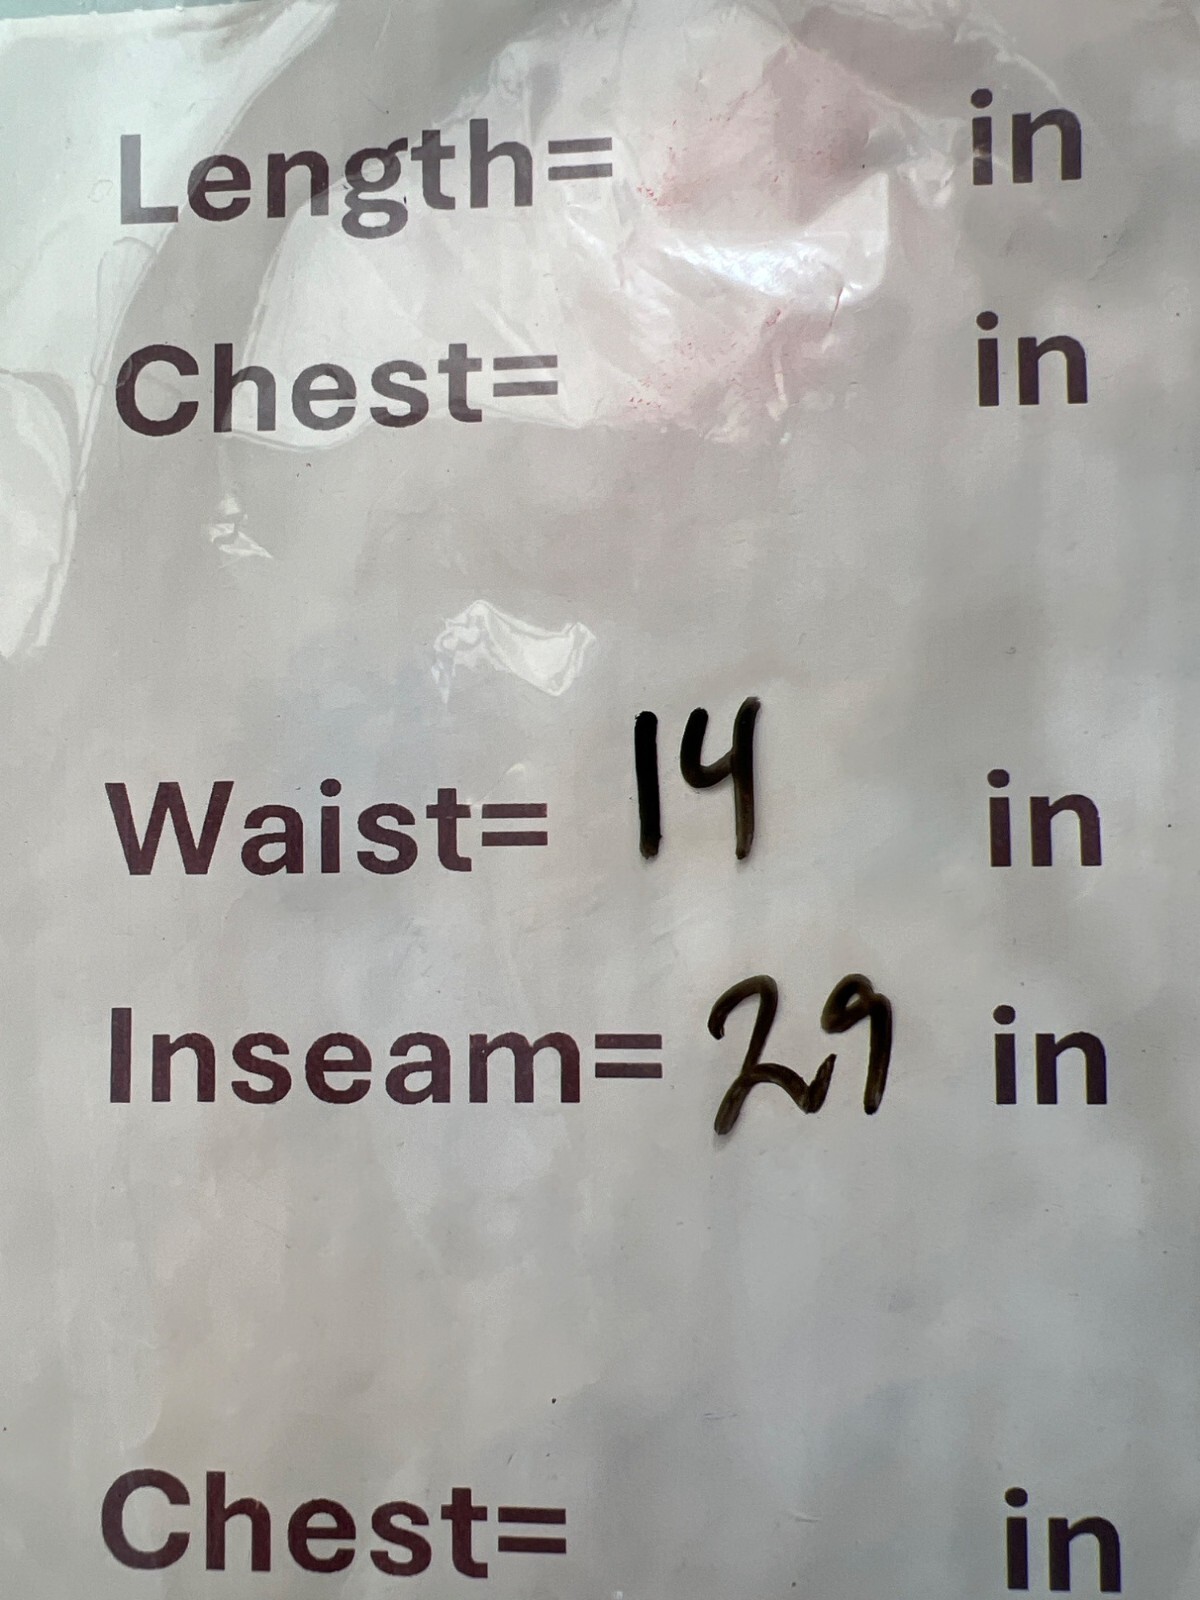 Length= in
Chest= in
Waist= 14 in
Inseam= 29 in
Chest= in